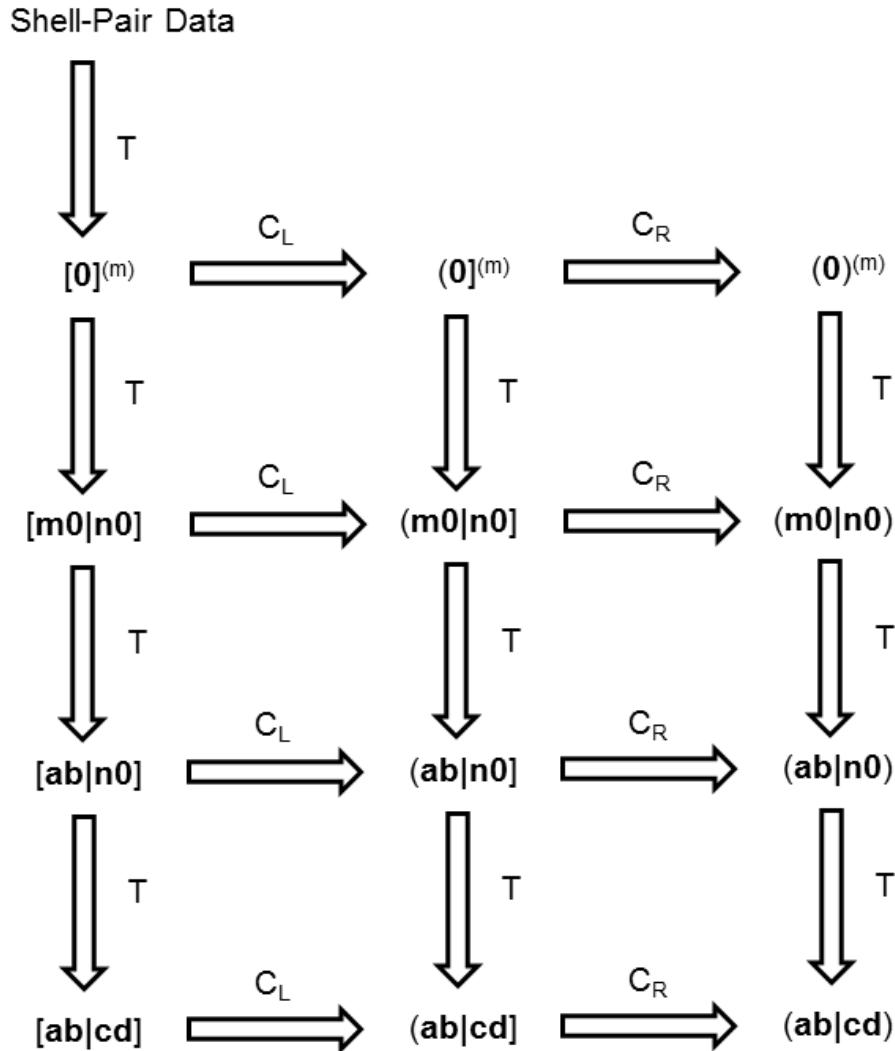 Shell-Pair Data
T
C_L C_R
[0]^(m) (0]^(m) (0)^(m)
T T T
C_L C_R
[m0|n0] (m0|n0] (m0|n0)
T T T
C_L C_R
[ab|n0] (ab|n0] (ab|n0)
T T T
C_L C_R
[ab|cd] (ab|cd] (ab|cd)